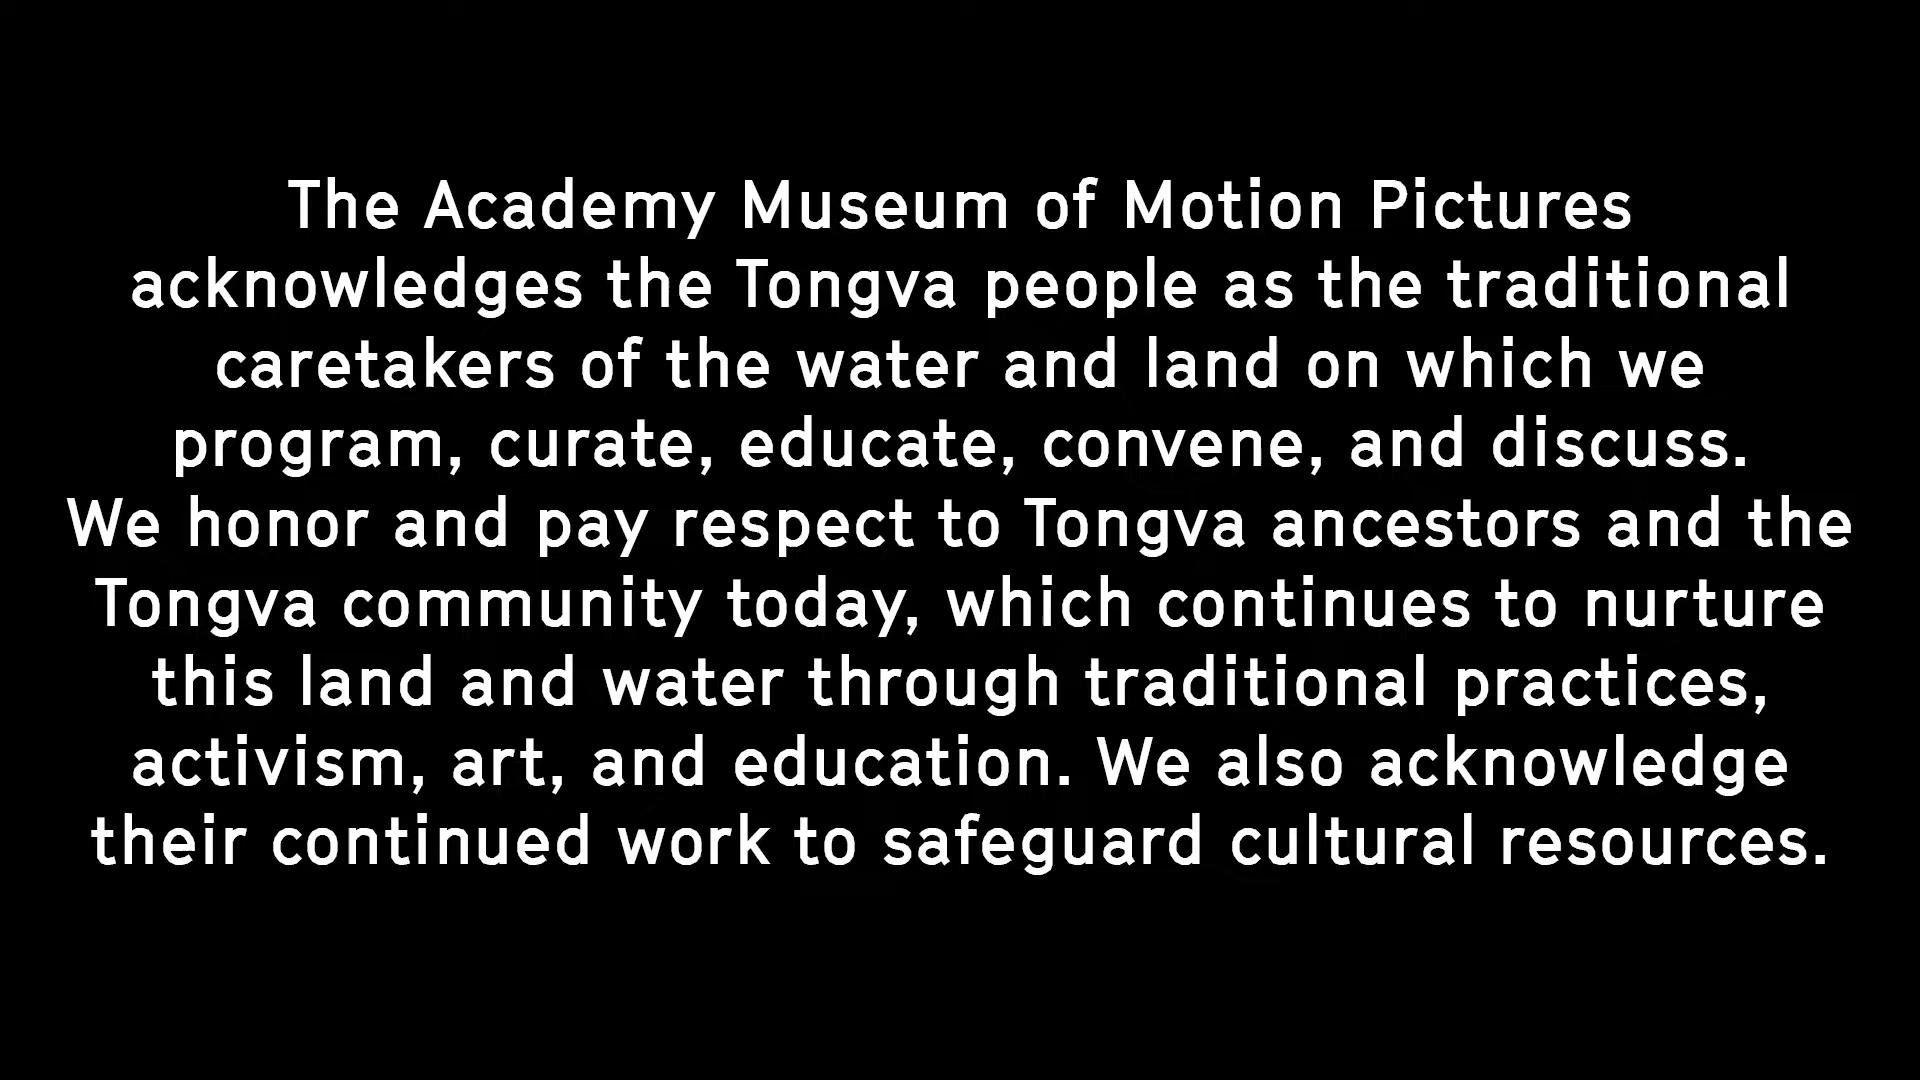 The Academy Museum of Motion Pictures
acknowledges the Tongva people as the traditional
caretakers of the water and land on which we
program, curate, educate, convene, and discuss.
We honor and pay respect to Tongva ancestors and the
Tongva community today, which continues to nurture
this land and water through traditional practices,
activism, art, and education. We also acknowledge
their continued work to safeguard cultural resources.